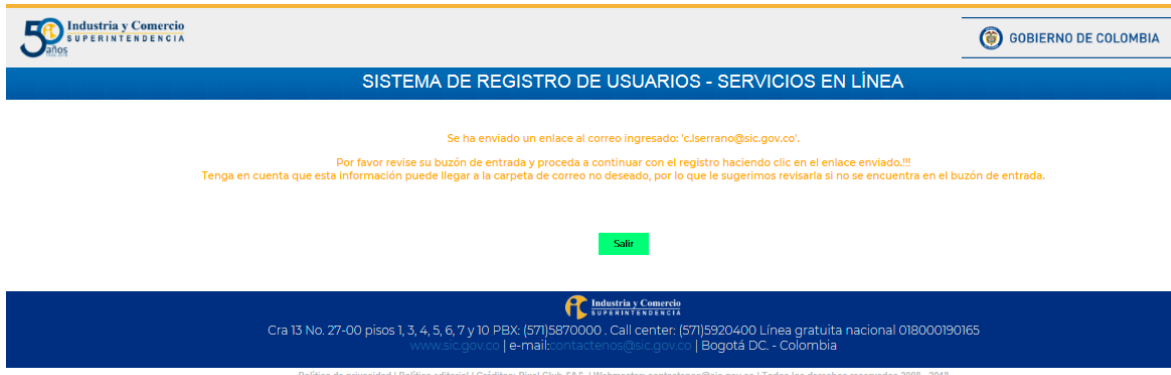 50 años
Industria y Comercio
SUPERINTENDENCIA
GOBIERNO DE COLOMBIA
SISTEMA DE REGISTRO DE USUARIOS - SERVICIOS EN LÍNEA
Se ha enviado un enlace al correo ingresado: 'c.lserrano@sic.gov.co'.
Por favor revise su buzón de entrada y proceda a continuar con el registro haciendo clic en el enlace enviado.!!!
Tenga en cuenta que esta información puede llegar a la carpeta de correo no deseado, por lo que le sugerimos revisarla si no se encuentra en el buzón de entrada.
Salir
Industria y Comercio
SUPERINTENDENCIA
Cra 13 No. 27-00 pisos 1, 3, 4, 5, 6, 7 y 10 PBX: (571)5870000 . Call center: (571)5920400 Línea gratuita nacional 018000190165
www.sic.gov.co | e-mail:contactenos@sic.gov.co | Bogotá DC. - Colombia